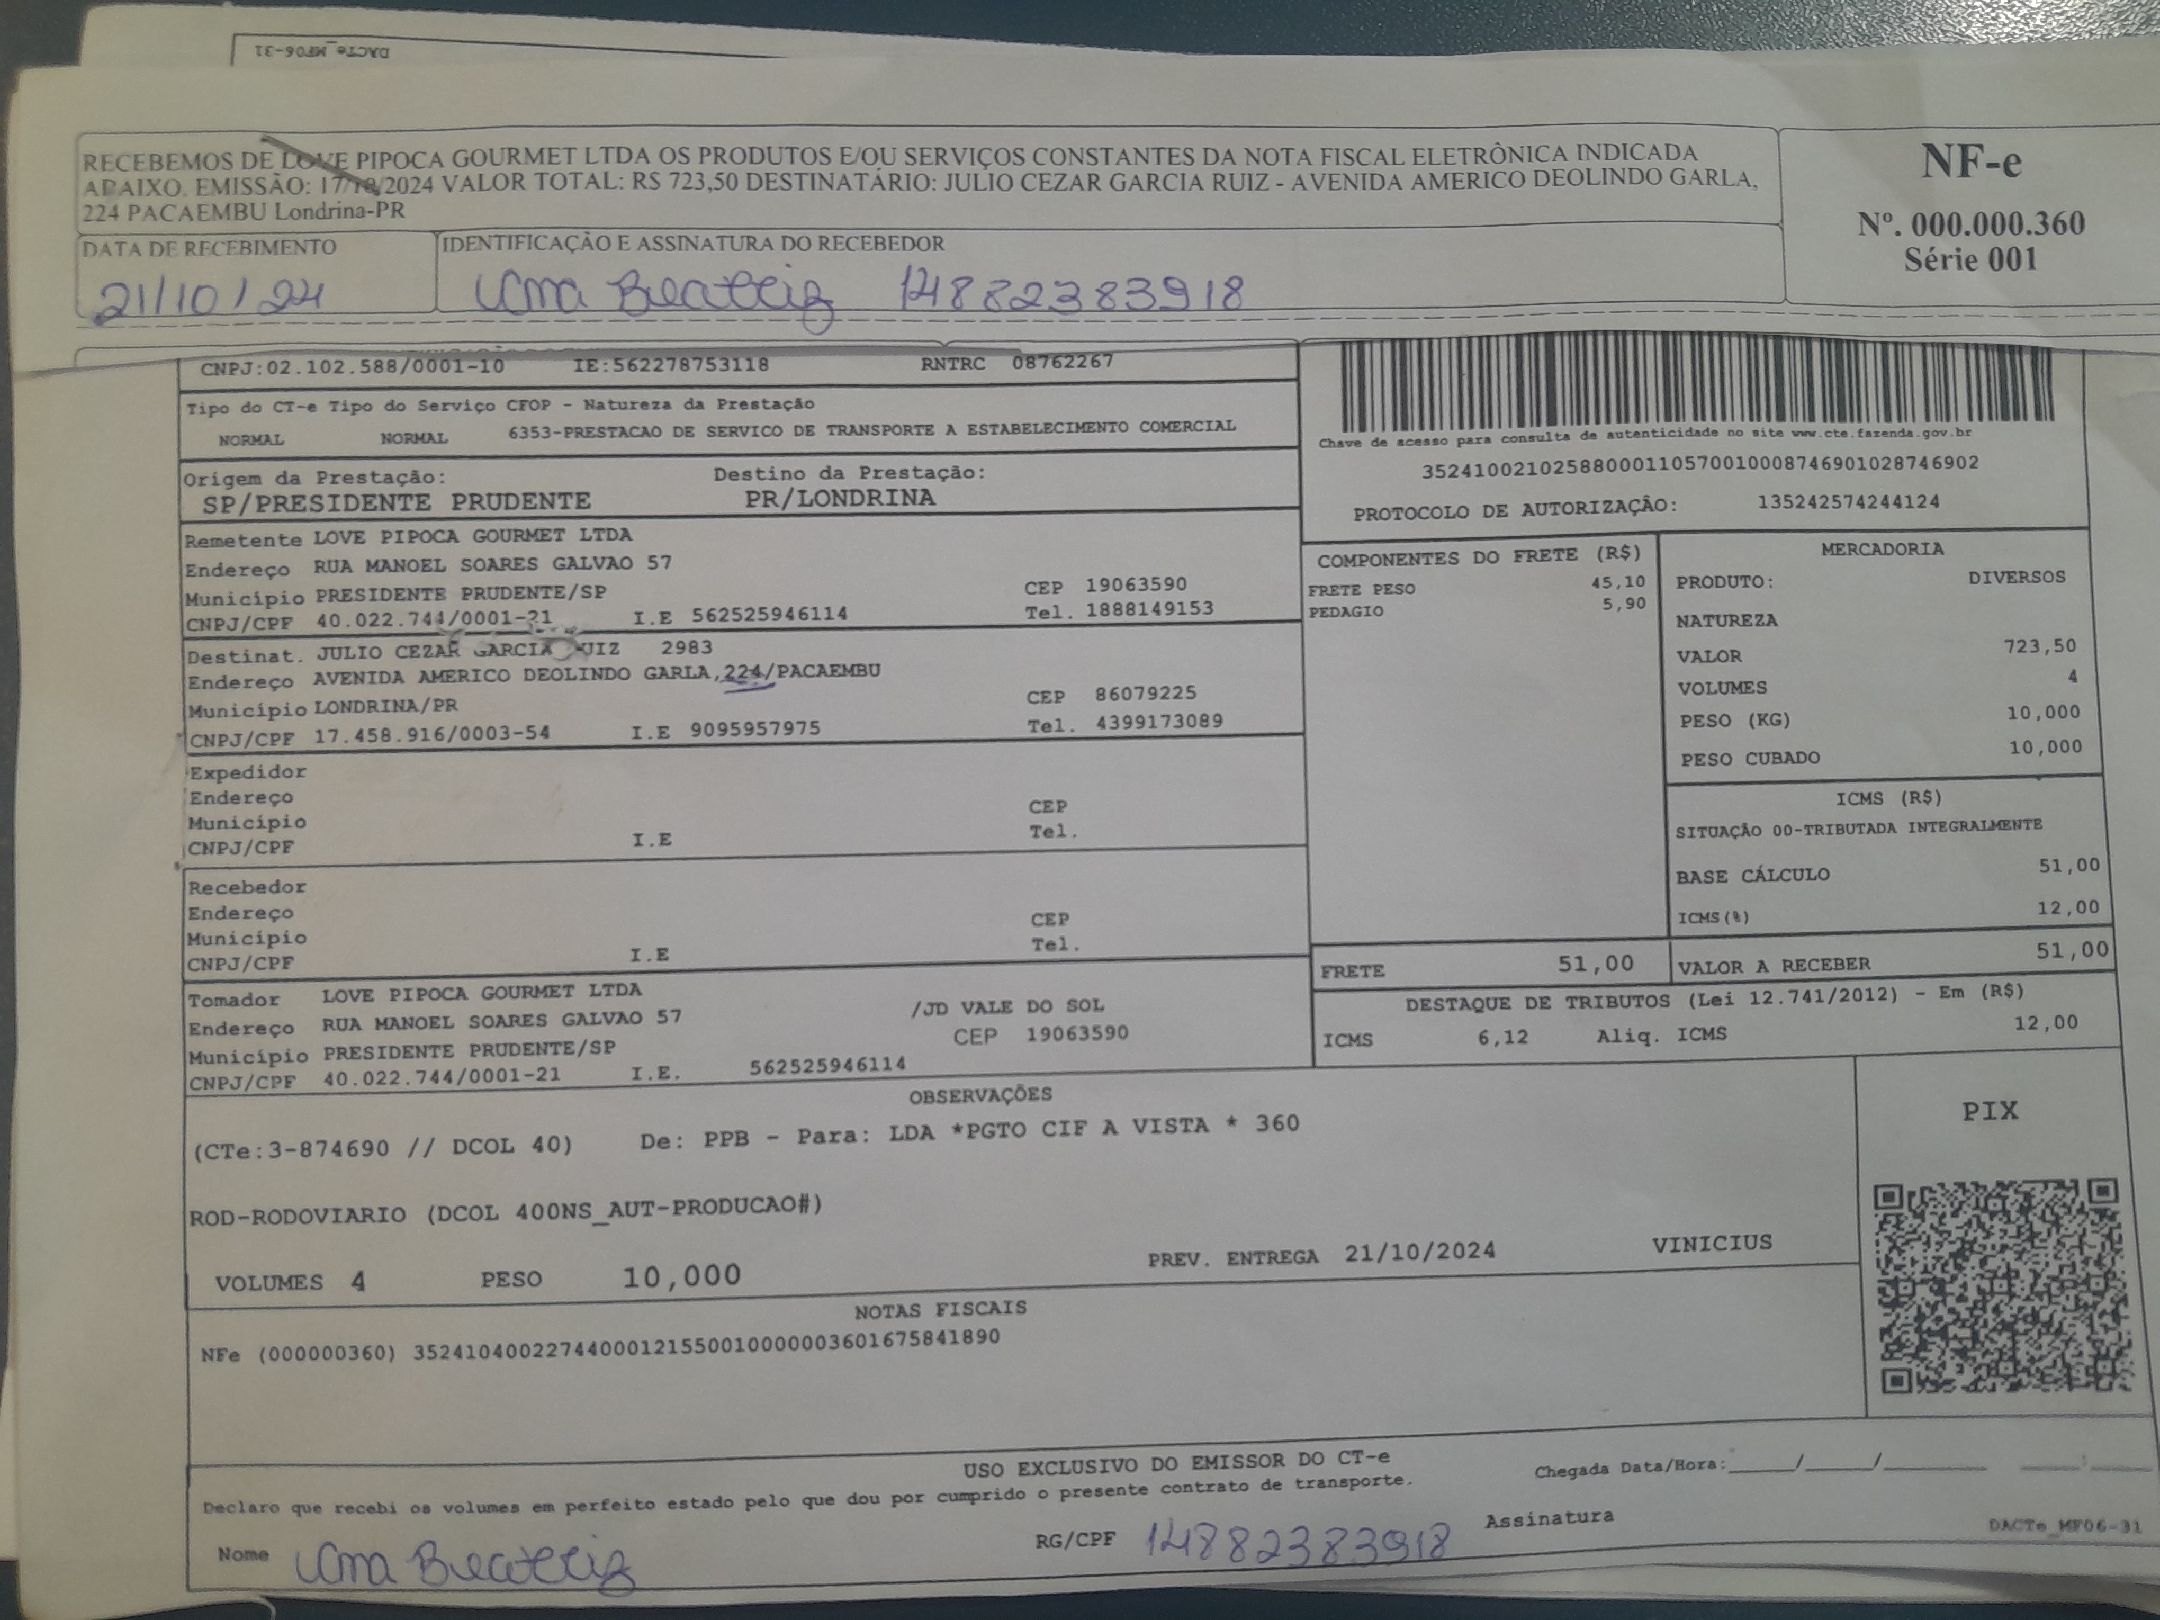 DACTe_MF06-31
RECEBEMOS DE LOVE PIPOCA GOURMET LTDA OS PRODUTOS E/OU SERVIÇOS CONSTANTES DA NOTA FISCAL ELETRÔNICA INDICADA
ABAIXO. EMISSÃO: 17/10/2024 VALOR TOTAL: R$ 723,50 DESTINATÁRIO: JULIO CEZAR GARCIA RUIZ - AVENIDA AMERICO DEOLINDO GARLA,
224 PACAEMBU Londrina-PR
NF-e
Nº. 000.000.360
Série 001
DATA DE RECEBIMENTO
21/10/24
IDENTIFICAÇÃO E ASSINATURA DO RECEBEDOR
Ana Beatriz 14882383918
CNPJ:02.102.588/0001-10 IE:562278753118 RNTRC 08762267
Tipo do CT-e Tipo do Serviço CFOP - Natureza da Prestação
NORMAL NORMAL 6353-PRESTACAO DE SERVICO DE TRANSPORTE A ESTABELECIMENTO COMERCIAL
Chave de acesso para consulta de autenticidade no site www.cte.fazenda.gov.br
35241002102588000110570010008746901028746902
PROTOCOLO DE AUTORIZAÇÃO: 135242574244124
Origem da Prestação: Destino da Prestação:
SP/PRESIDENTE PRUDENTE PR/LONDRINA
Remetente LOVE PIPOCA GOURMET LTDA
Endereço RUA MANOEL SOARES GALVAO 57
Município PRESIDENTE PRUDENTE/SP CEP 19063590
CNPJ/CPF 40.022.744/0001-21 I.E 562525946114 Tel. 1888149153
Destinat. JULIO CEZAR GARCIA RUIZ 2983
Endereço AVENIDA AMERICO DEOLINDO GARLA,224/PACAEMBU
Município LONDRINA/PR CEP 86079225
CNPJ/CPF 17.458.916/0003-54 I.E 9095957975 Tel. 4399173089
Expedidor
Endereço
Município CEP
CNPJ/CPF I.E Tel.
Recebedor
Endereço
Município CEP
CNPJ/CPF I.E Tel.
Tomador LOVE PIPOCA GOURMET LTDA
Endereço RUA MANOEL SOARES GALVAO 57 /JD VALE DO SOL
Município PRESIDENTE PRUDENTE/SP CEP 19063590
CNPJ/CPF 40.022.744/0001-21 I.E. 562525946114
COMPONENTES DO FRETE (R$)
FRETE PESO 45,10
PEDAGIO 5,90
MERCADORIA
PRODUTO: DIVERSOS
NATUREZA
VALOR 723,50
VOLUMES 4
PESO (KG) 10,000
PESO CUBADO 10,000
ICMS (R$)
SITUAÇÃO 00-TRIBUTADA INTEGRALMENTE
BASE CÁLCULO 51,00
ICMS(%) 12,00
FRETE 51,00 VALOR A RECEBER 51,00
DESTAQUE DE TRIBUTOS (Lei 12.741/2012) - Em (R$)
ICMS 6,12 Aliq. ICMS 12,00
OBSERVAÇÕES
(CTe:3-874690 // DCOL 40) De: PPB - Para: LDA *PGTO CIF A VISTA * 360
ROD-RODOVIARIO (DCOL 400NS_AUT-PRODUCAO#)
VOLUMES 4 PESO 10,000 PREV. ENTREGA 21/10/2024 VINICIUS
PIX
NOTAS FISCAIS
NFe (000000360) 35241040022744000121550010000003601675841890
USO EXCLUSIVO DO EMISSOR DO CT-e
Declaro que recebi os volumes em perfeito estado pelo que dou por cumprido o presente contrato de transporte.
Chegada Data/Hora:_____/_____/_______ ____:____
Nome Ana Beatriz RG/CPF 14882383918 Assinatura
DACTe_MF06-31